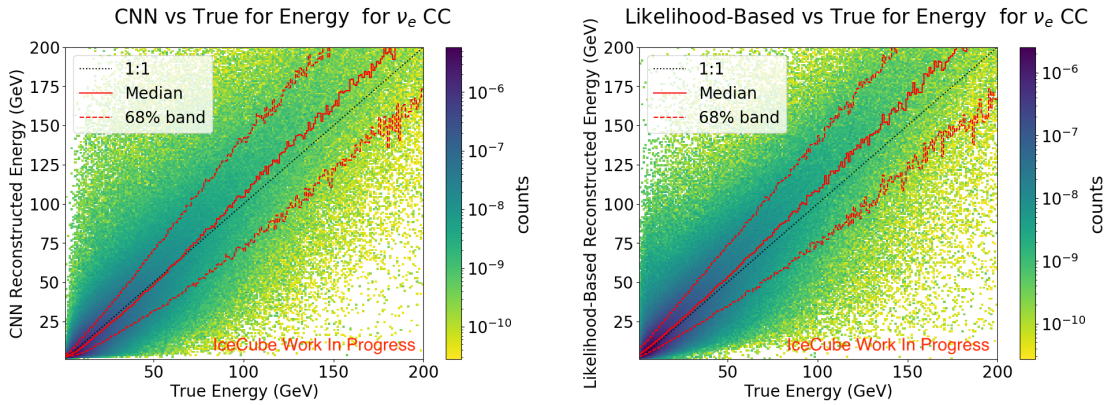 CNN vs True for Energy for νₑ CC
CNN Reconstructed Energy (GeV)
200
175
150
125
100
75
50
25
1:1
Median
68% band
IceCube Work In Progress
50
100
150
200
True Energy (GeV)
10⁻⁶
10⁻⁷
10⁻⁸
10⁻⁹
10⁻¹⁰
counts
Likelihood-Based vs True for Energy for νₑ CC
Likelihood-Based Reconstructed Energy (GeV)
200
175
150
125
100
75
50
25
1:1
Median
68% band
IceCube Work In Progress
50
100
150
200
True Energy (GeV)
10⁻⁶
10⁻⁷
10⁻⁸
10⁻⁹
10⁻¹⁰
counts